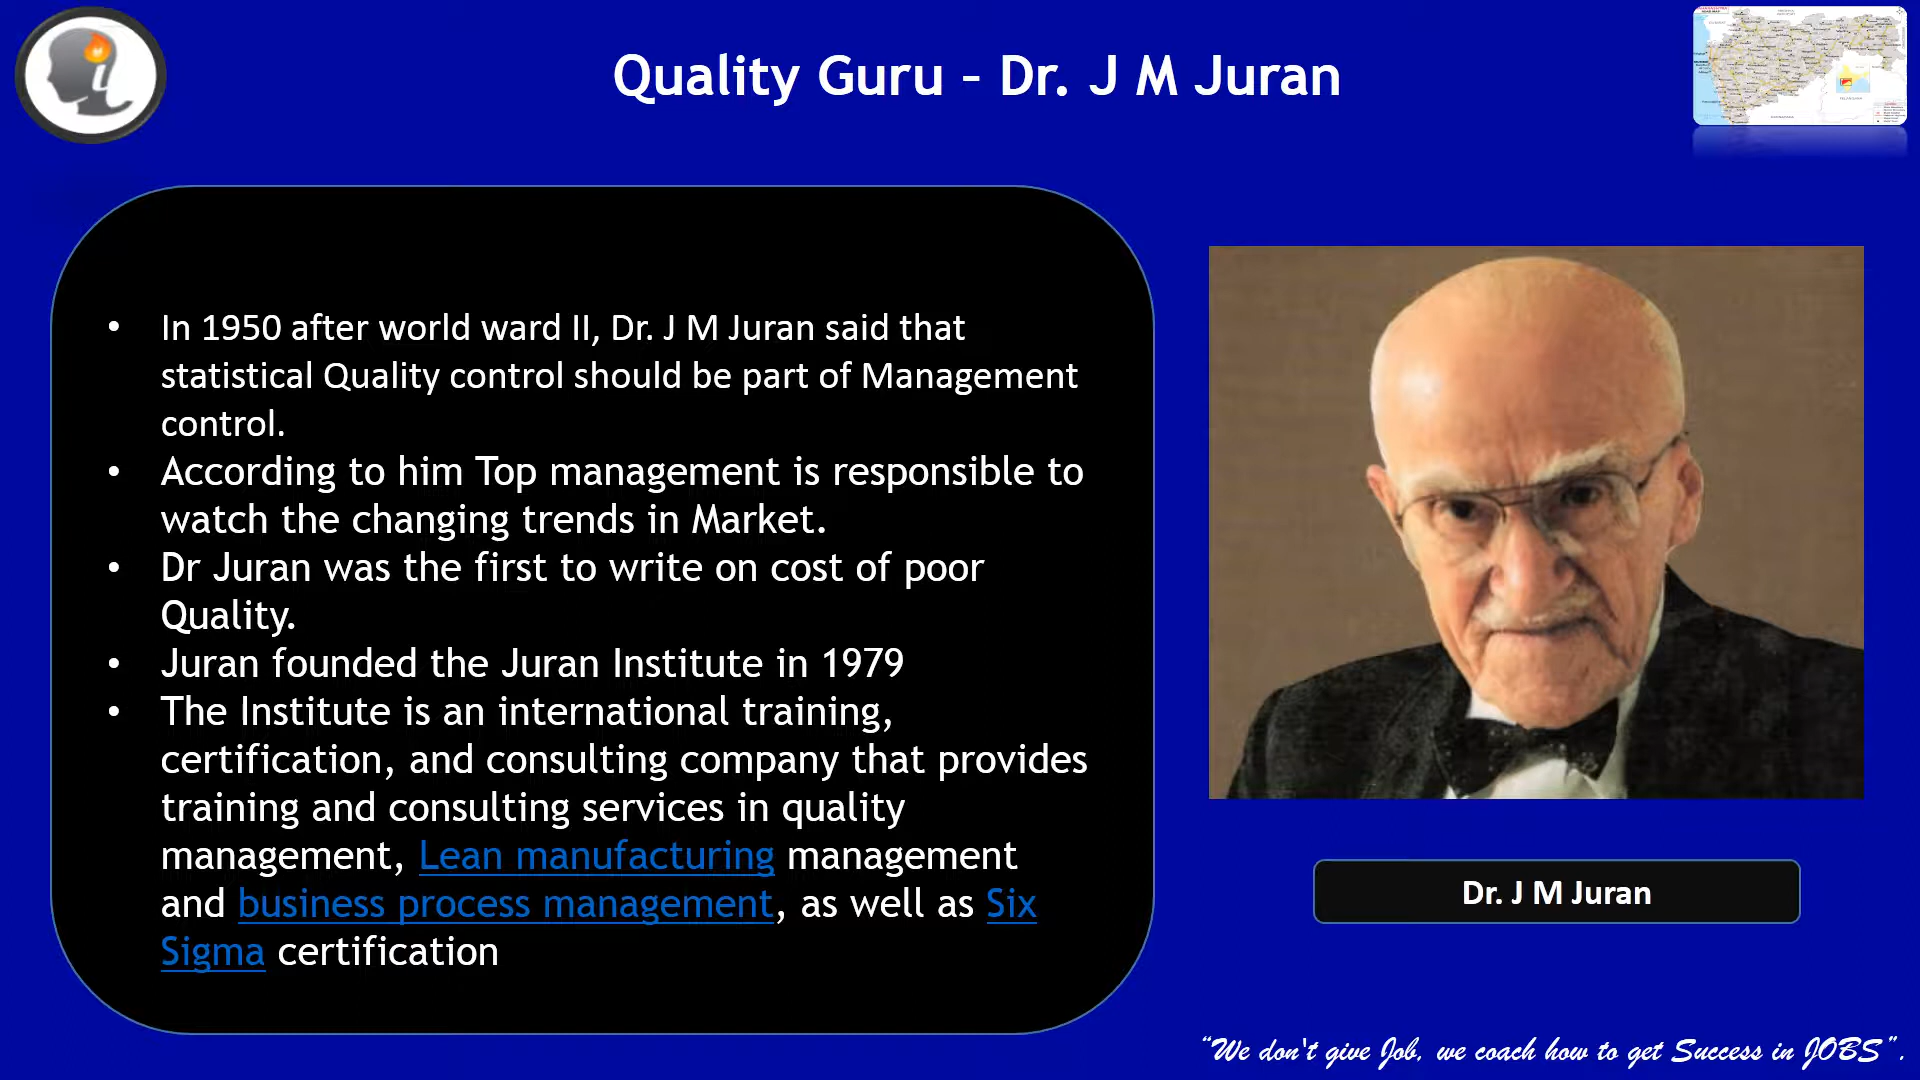 Quality Guru – Dr. J M Juran
• In 1950 after world ward II, Dr. J M Juran said that
statistical Quality control should be part of Management
control.
• According to him Top management is responsible to
watch the changing trends in Market.
• Dr Juran was the first to write on cost of poor
Quality.
• Juran founded the Juran Institute in 1979
• The Institute is an international training,
certification, and consulting company that provides
training and consulting services in quality
management, Lean manufacturing management
and business process management, as well as Six
Sigma certification
Dr. J M Juran
“We don't give Job, we coach how to get Success in JOBS”.